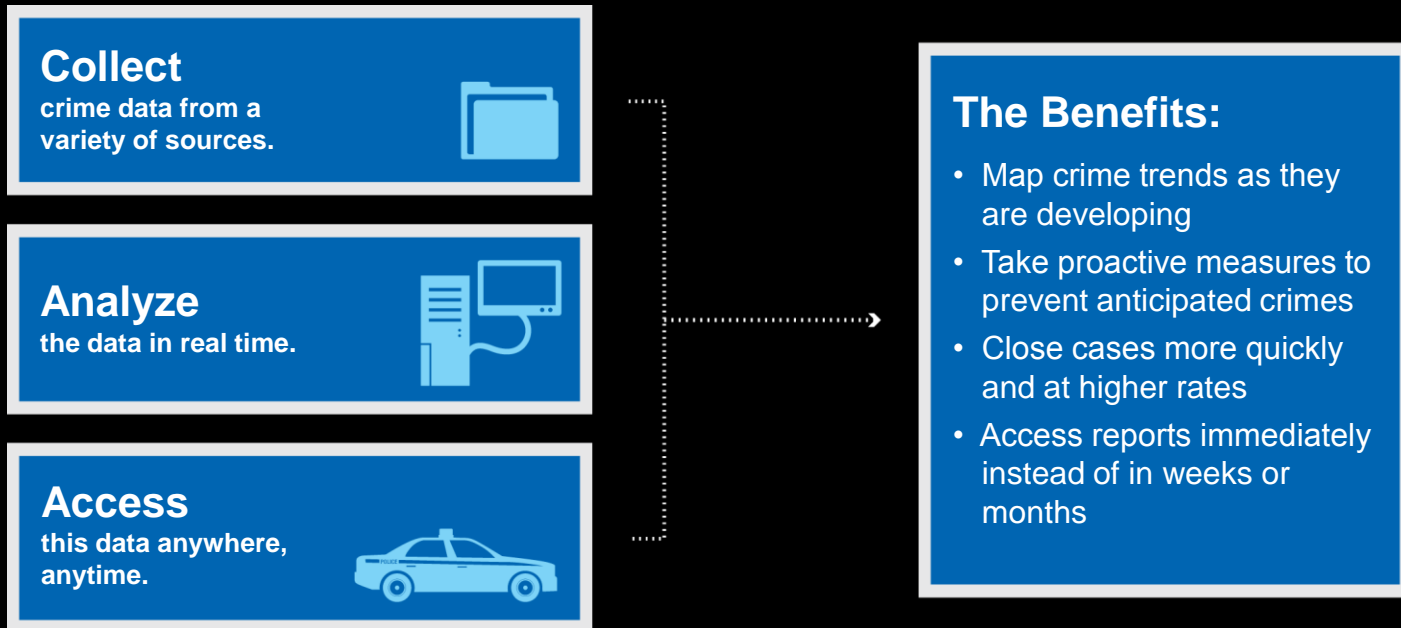 Collect
crime data from a
variety of sources.
Analyze
the data in real time.
Access
this data anywhere,
anytime.
POLICE
The Benefits:
• Map crime trends as they
are developing
• Take proactive measures to
prevent anticipated crimes
• Close cases more quickly
and at higher rates
• Access reports immediately
instead of in weeks or
months